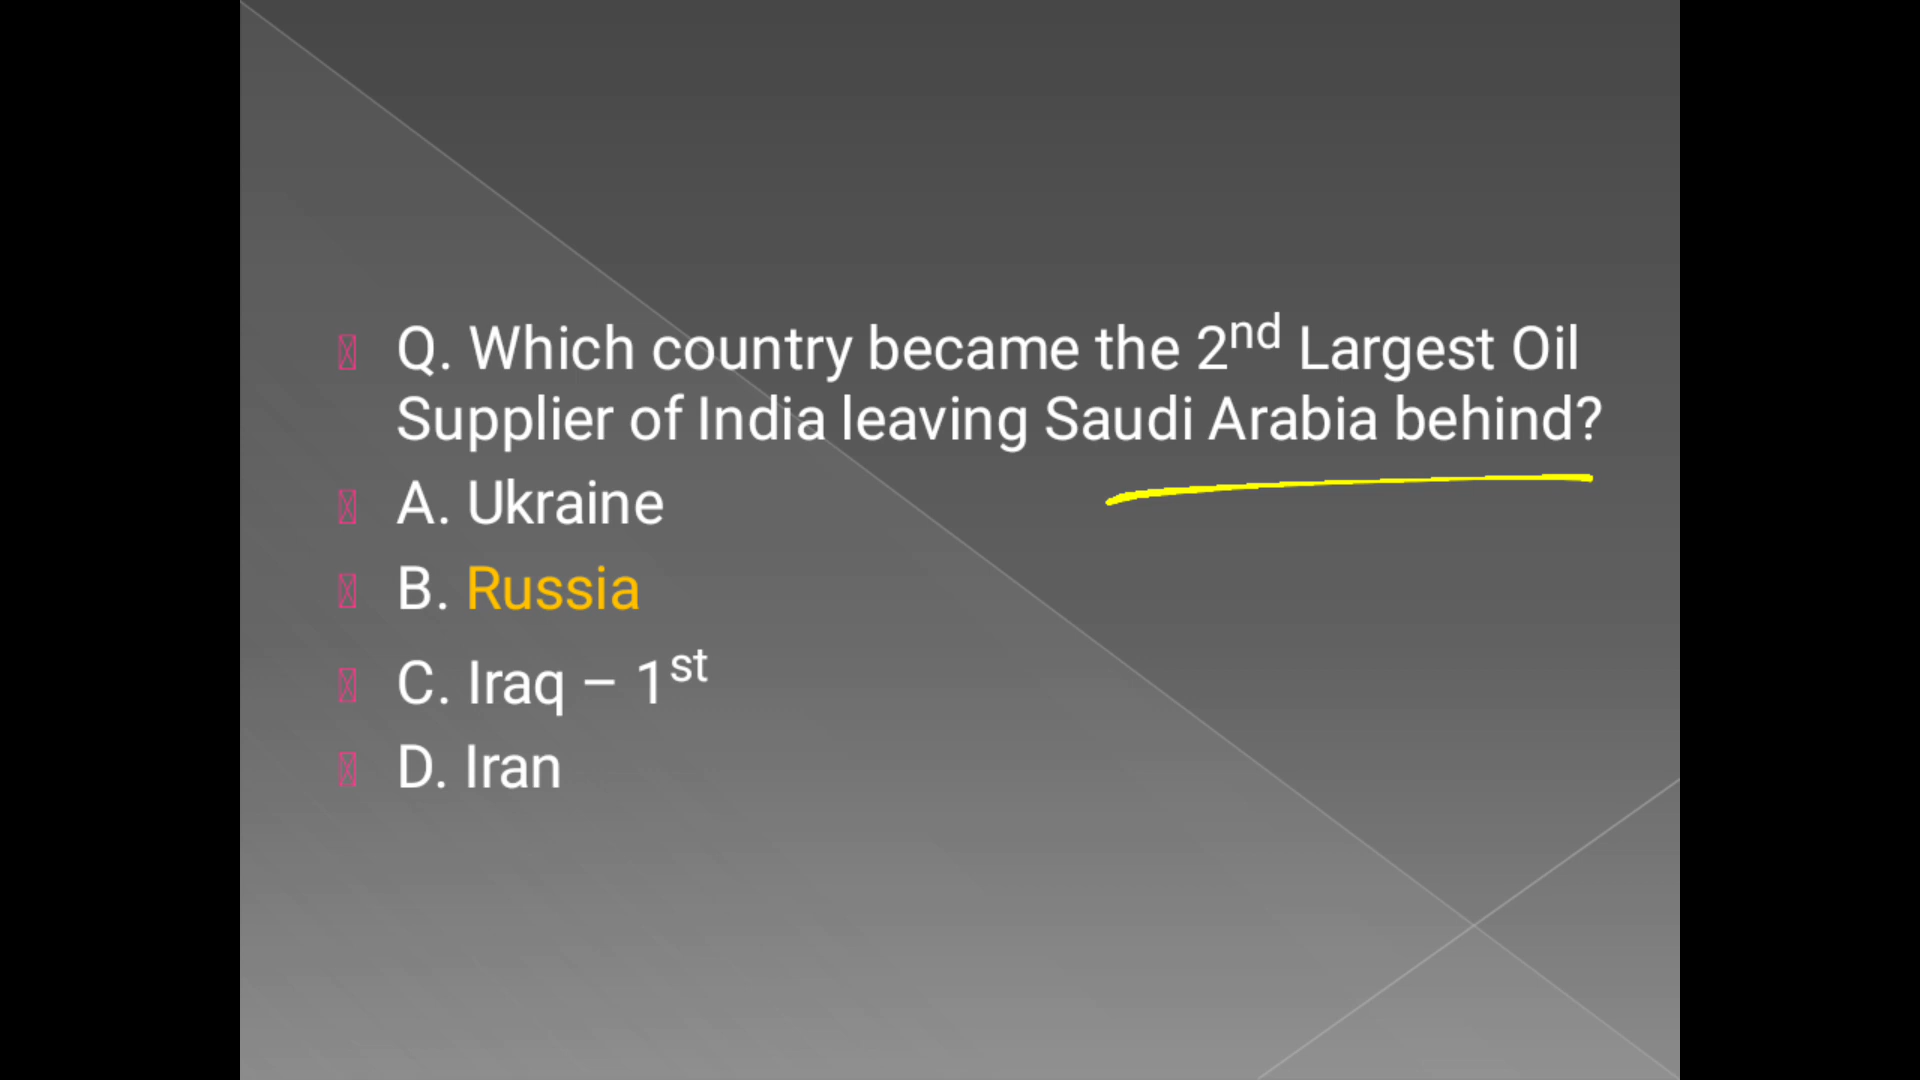 Q. Which country became the 2nd Largest Oil
Supplier of India leaving Saudi Arabia behind?
A. Ukraine
B. Russia
C. Iraq – 1st
D. Iran